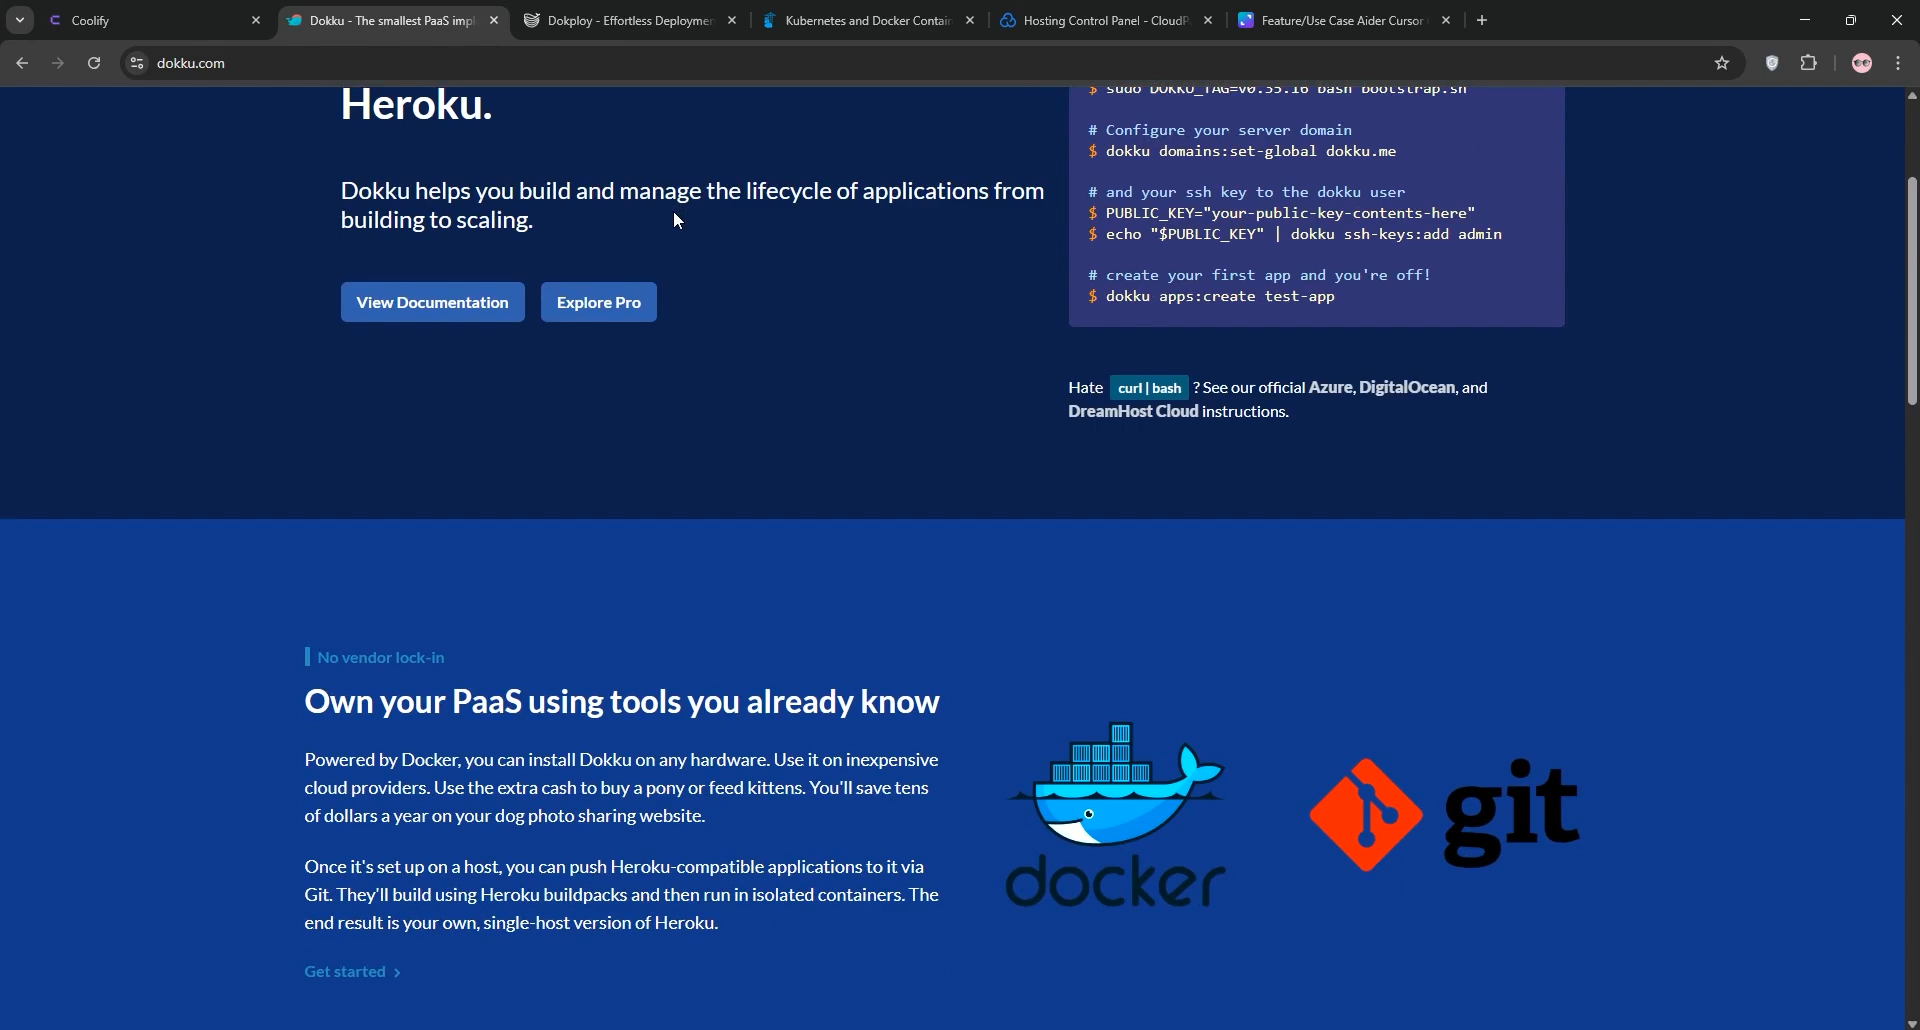 Coolify
Dokku - The smallest PaaS impl
Dokploy - Effortless Deploymen
Kubernetes and Docker Contain
Hosting Control Panel - CloudP
Feature/Use Case Aider Cursor
dokku.com
Heroku.
Dokku helps you build and manage the lifecycle of applications from
building to scaling.
View Documentation
Explore Pro
$ sudo DOKKU_TAG=v0.35.16 bash bootstrap.sh
# Configure your server domain
$ dokku domains:set-global dokku.me
# and your ssh key to the dokku user
$ PUBLIC_KEY="your-public-key-contents-here"
$ echo "$PUBLIC_KEY" | dokku ssh-keys:add admin
# create your first app and you're off!
$ dokku apps:create test-app
Hate curl | bash ? See our official Azure, DigitalOcean, and
DreamHost Cloud instructions.
No vendor lock-in
Own your PaaS using tools you already know
Powered by Docker, you can install Dokku on any hardware. Use it on inexpensive
cloud providers. Use the extra cash to buy a pony or feed kittens. You'll save tens
of dollars a year on your dog photo sharing website.
Once it's set up on a host, you can push Heroku-compatible applications to it via
Git. They'll build using Heroku buildpacks and then run in isolated containers. The
end result is your own, single-host version of Heroku.
Get started
docker
git